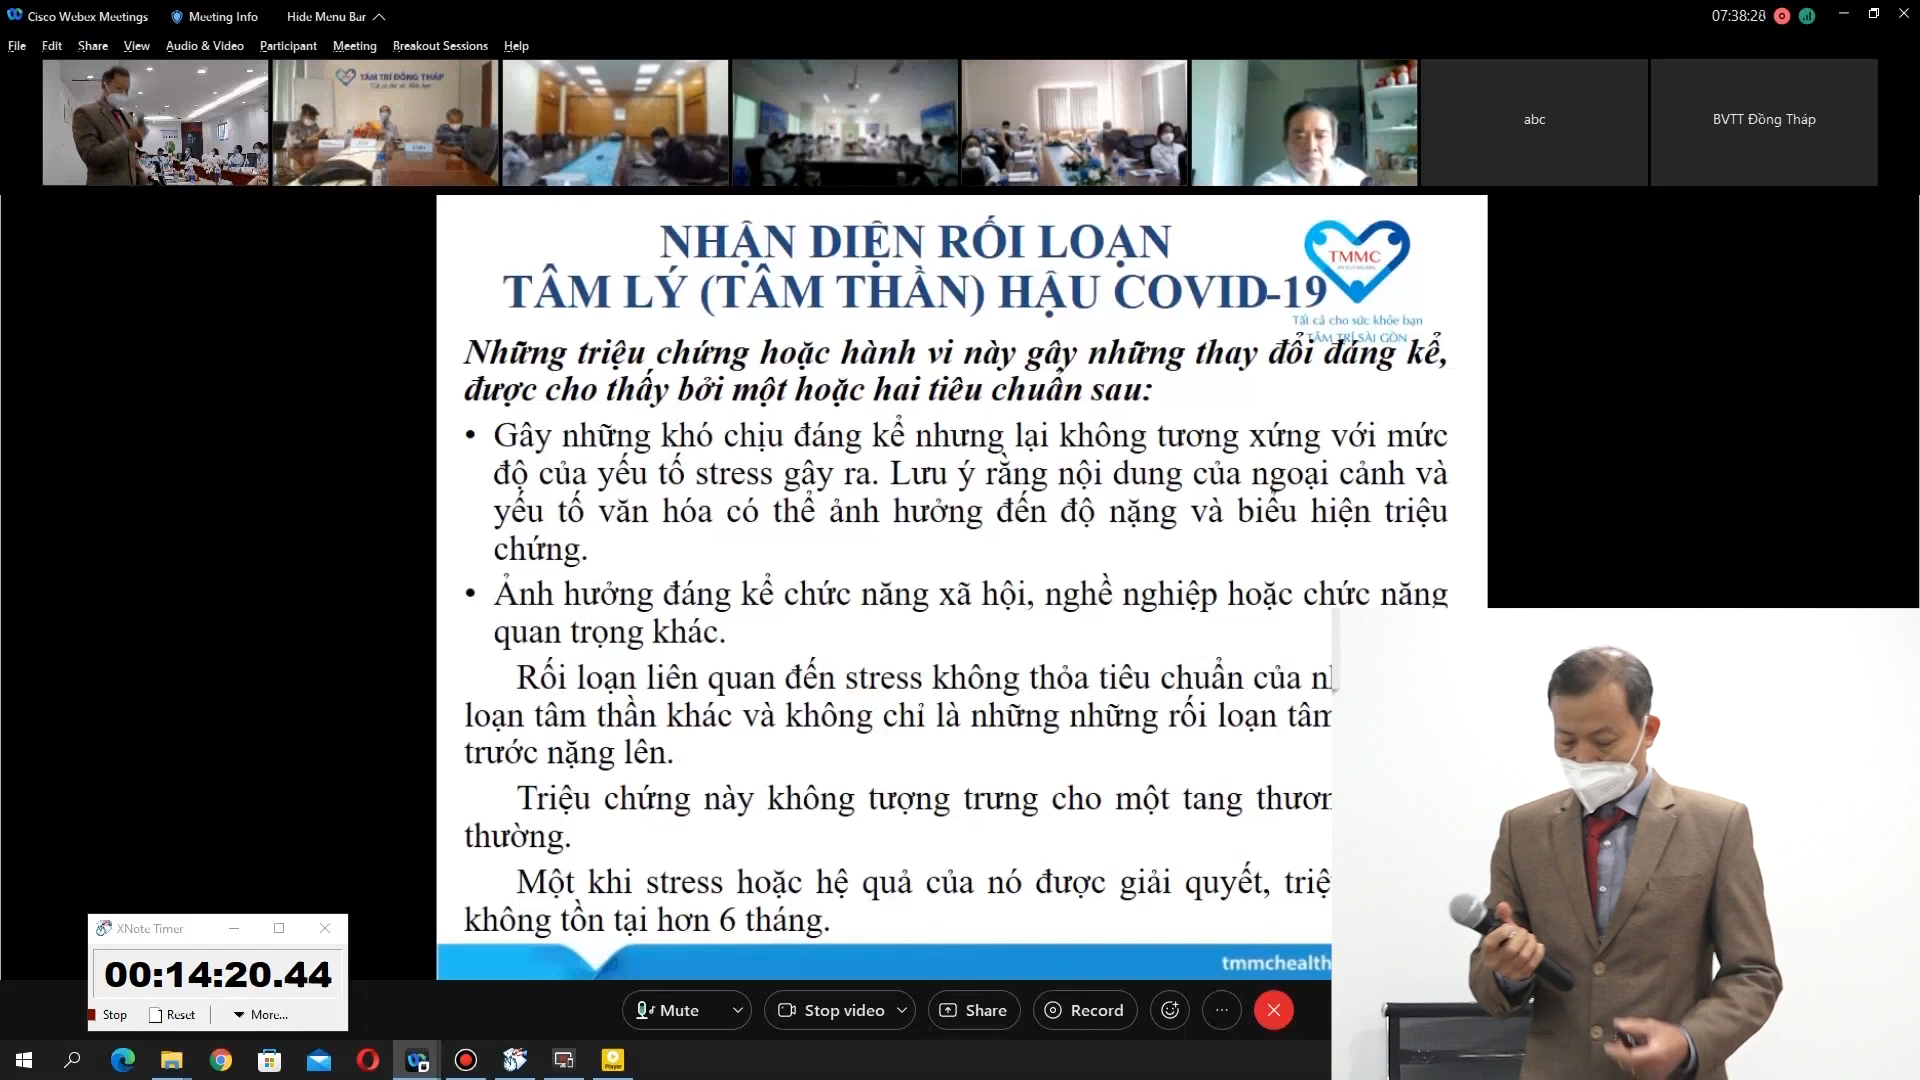 Cisco Webex Meetings
Meeting Info
Hide Menu Bar
07:38:28
File Edit Share View Audio & Video Participant Meeting Breakout Sessions Help
TÂM TRÍ ĐỒNG THÁP
abc
BVTT Đồng Tháp
NHẬN DIỆN RỐI LOẠN
TÂM LÝ (TÂM THẦN) HẬU COVID-19
TMMC
Tất cả cho sức khỏe bạn
TÂM TRÍ SÀI GÒN
Những triệu chứng hoặc hành vi này gây những thay đổi đáng kể,
được cho thấy bởi một hoặc hai tiêu chuẩn sau:
• Gây những khó chịu đáng kể nhưng lại không tương xứng với mức
độ của yếu tố stress gây ra. Lưu ý rằng nội dung của ngoại cảnh và
yếu tố văn hóa có thể ảnh hưởng đến độ nặng và biểu hiện triệu
chứng.
• Ảnh hưởng đáng kể chức năng xã hội, nghề nghiệp hoặc chức năng
quan trọng khác.
Rối loạn liên quan đến stress không thỏa tiêu chuẩn của
loạn tâm thần khác và không chỉ là những những rối loạn tâm
trước nặng lên.
Triệu chứng này không tượng trưng cho một tang
thường.
Một khi stress hoặc hệ quả của nó được giải quyết,
không tồn tại hơn 6 tháng.
tmmchealth
XNote Timer
00:14:20.44
Stop Reset More...
Mute
Stop video
Share
Record
Player